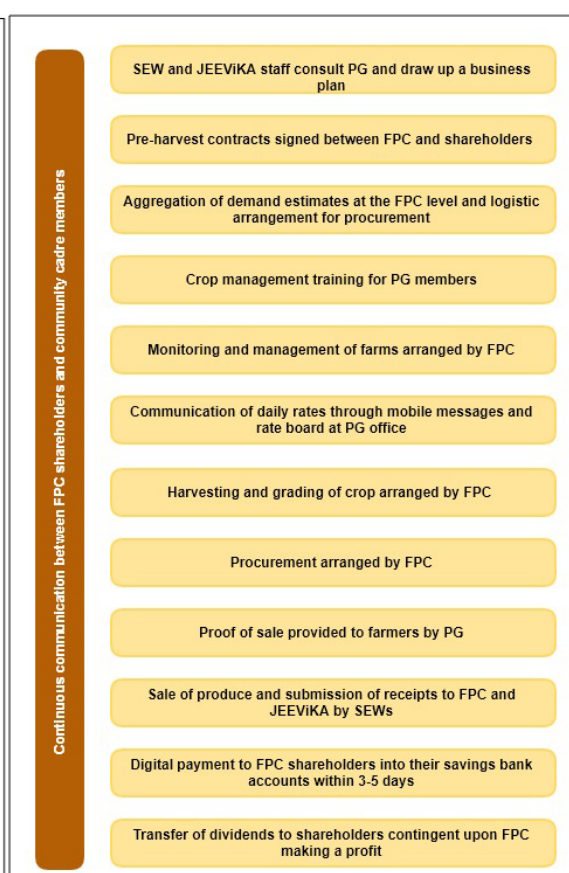 Continuous communication between FPC shareholders and community cadre members
SEW and JEEViKA staff consult PG and draw up a business
plan
Pre-harvest contracts signed between FPC and shareholders
Aggregation of demand estimates at the FPC level and logistic
arrangement for procurement
Crop management training for PG members
Monitoring and management of farms arranged by FPC
Communication of daily rates through mobile messages and
rate board at PG office
Harvesting and grading of crop arranged by FPC
Procurement arranged by FPC
Proof of sale provided to farmers by PG
Sale of produce and submission of receipts to FPC and
JEEViKA by SEWs
Digital payment to FPC shareholders into their savings bank
accounts within 3-5 days
Transfer of dividends to shareholders contingent upon FPC
making a profit